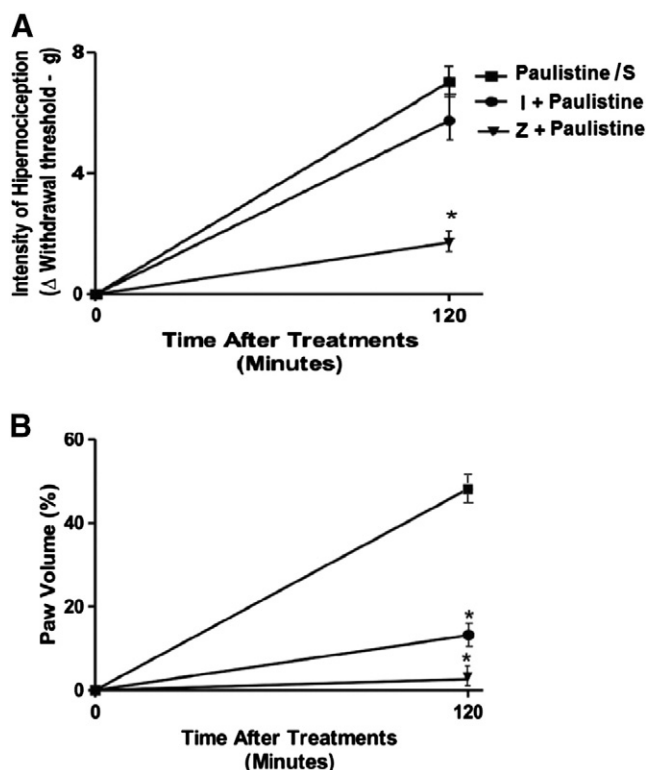 A
Intensity of Hipernociception
(Δ Withdrawal threshold - g)
8
4
0
*
0
120
Time After Treatments
(Minutes)
Paulistine/S
I + Paulistine
Z + Paulistine
B
Paw Volume (%)
60
40
20
0
*
*
0
120
Time After Treatments
(Minutes)